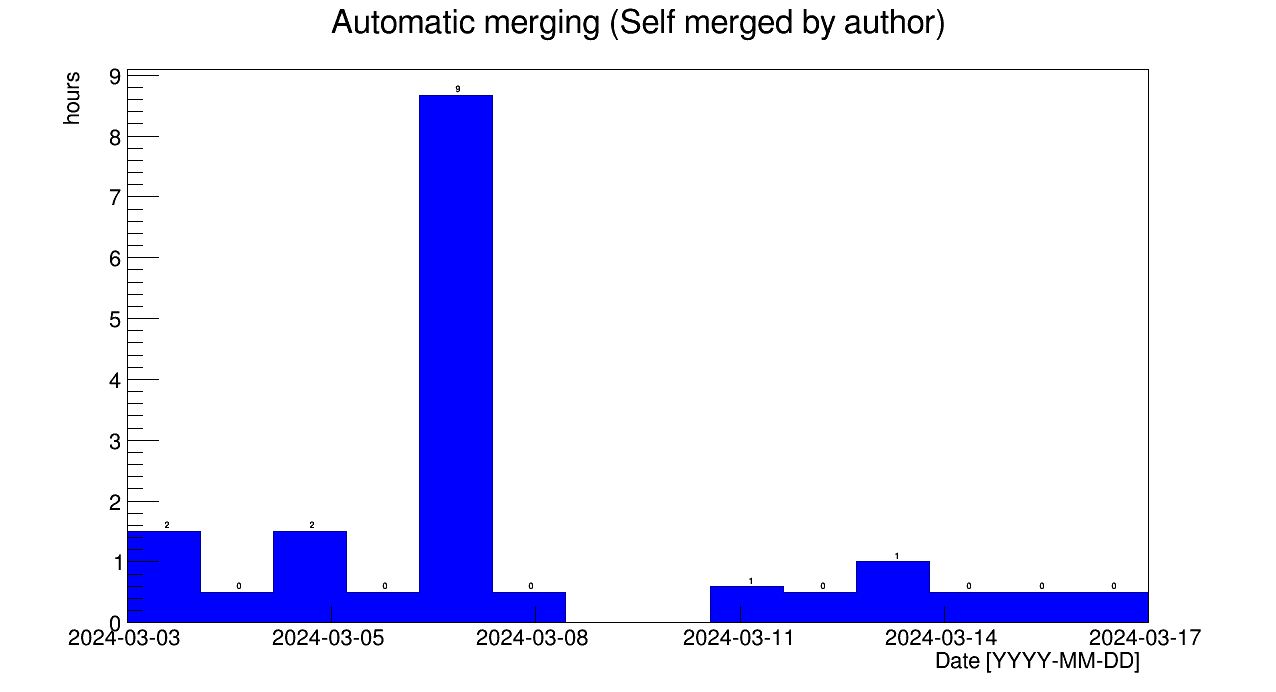 Automatic merging (Self merged by author)
hours
9
8
7
6
5
4
3
2
1
0
2 0 2 0 9 0 1 0 1 0 0 0
2024-03-03 2024-03-05 2024-03-08 2024-03-11 2024-03-14 2024-03-17
Date [YYYY-MM-DD]